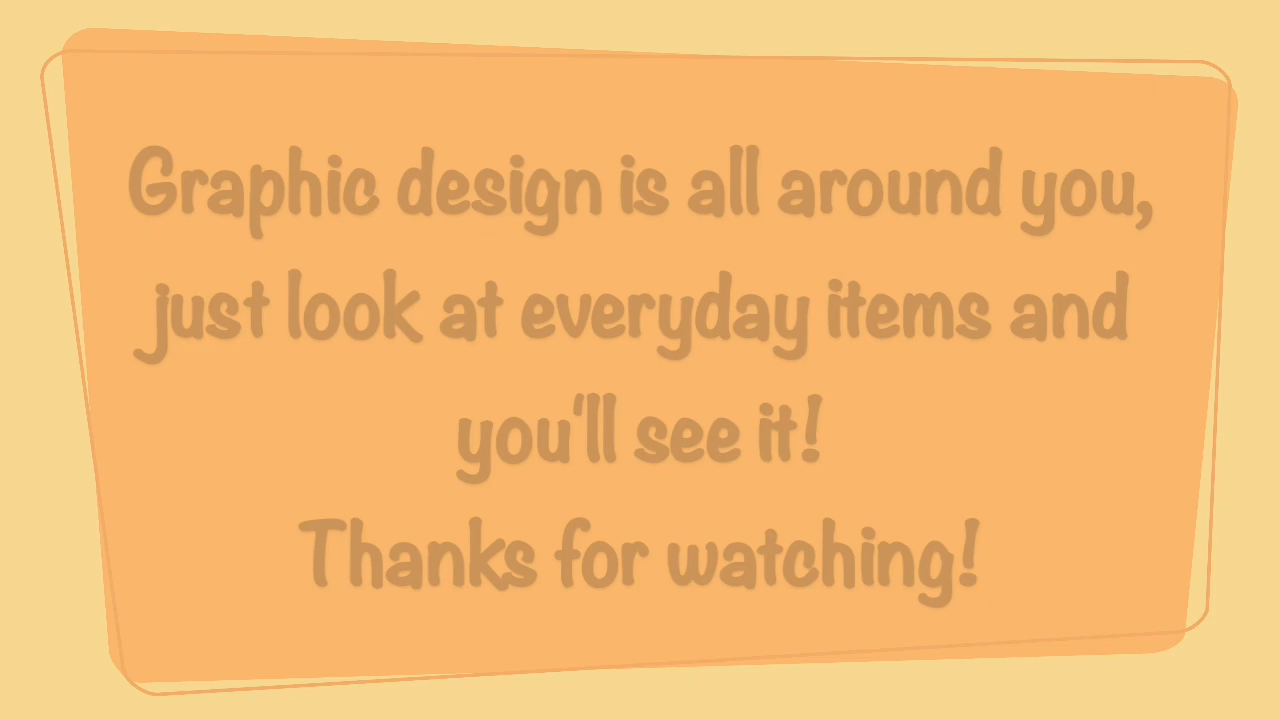 Graphic design is all around you,
just look at everyday items and
you'll see it!
Thanks for watching!